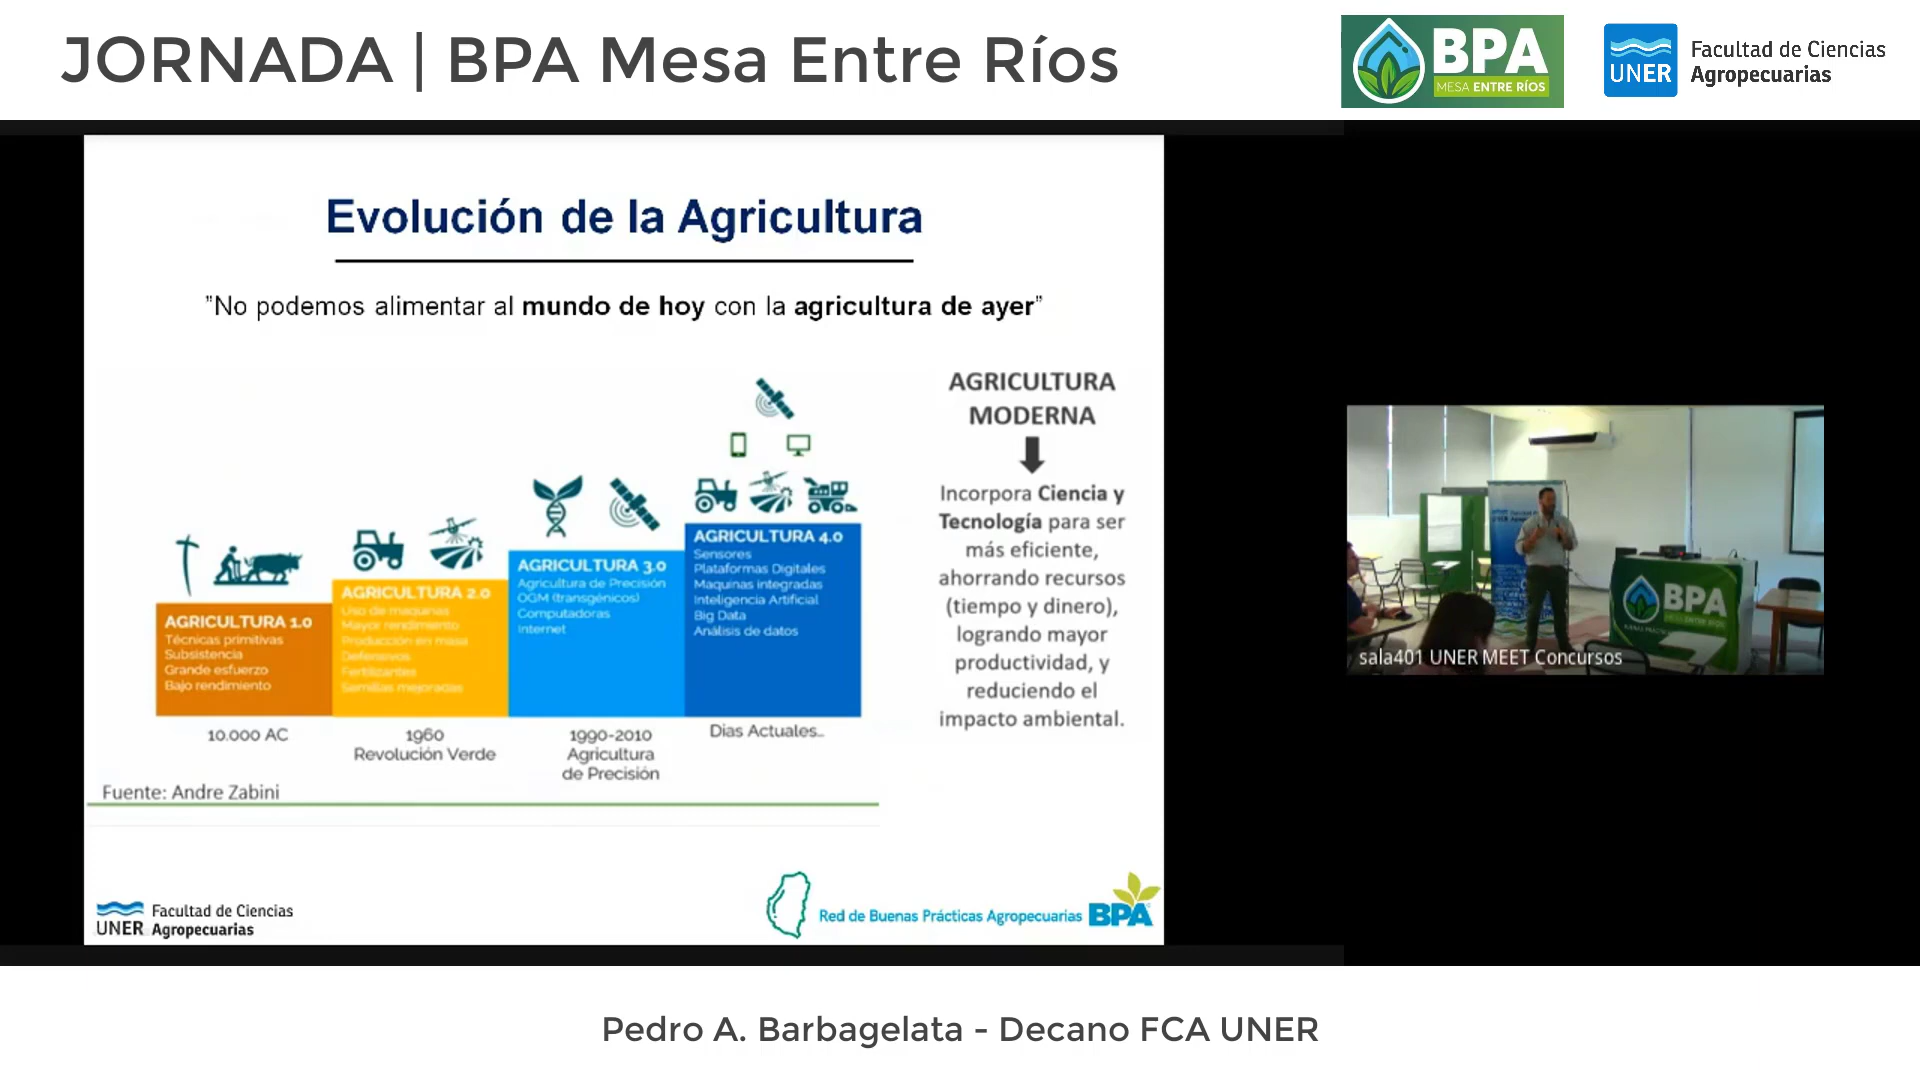 JORNADA | BPA Mesa Entre Ríos
BPA
MESA ENTRE RÍOS
UNER
Facultad de Ciencias
Agropecuarias
Evolución de la Agricultura
"No podemos alimentar al mundo de hoy con la agricultura de ayer"
AGRICULTURA 1.0
Técnicas primitivas
Subsistencia
Grande esfuerzo
Bajo rendimiento
10.000 AC
AGRICULTURA 2.0
Uso de maquinas
Mayor rendimiento
Producción en masa
Defensivos
Fertilizantes
Semillas mejoradas
1960
Revolución Verde
AGRICULTURA 3.0
Agricultura de Precisión
OGM (transgénicos)
Computadoras
Internet
1990-2010
Agricultura
de Precisión
AGRICULTURA 4.0
Sensores
Plataformas Digitales
Maquinas integradas
Inteligencia Artificial
Big Data
Análisis de datos
Dias Actuales...
AGRICULTURA
MODERNA
Incorpora Ciencia y
Tecnología para ser
más eficiente,
ahorrando recursos
(tiempo y dinero),
logrando mayor
productividad, y
reduciendo el
impacto ambiental.
Fuente: Andre Zabini
UNER
Facultad de Ciencias
Agropecuarias
Red de Buenas Prácticas Agropecuarias
BPA
BPA
MESA ENTRE RÍOS
sala401 UNER MEET Concursos
Pedro A. Barbagelata - Decano FCA UNER